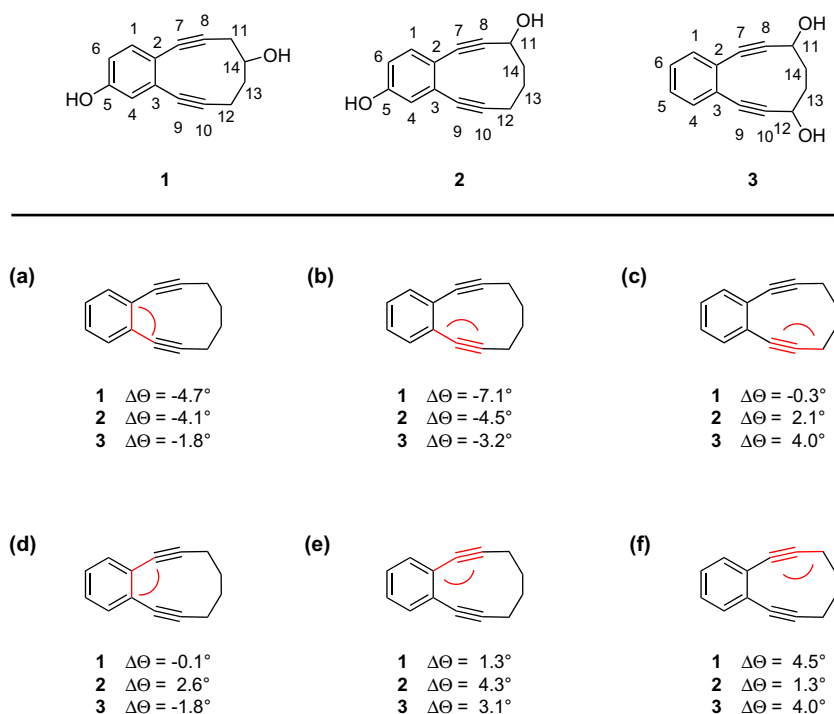 1 2 3 4 5 6 7 8 9 10 11 12 13 14 HO OH
1 2 3 4 5 6 7 8 9 10 11 12 13 14 HO OH
1 2 3 4 5 6 7 8 9 10 11 12 13 14 OH OH
1 2 3
(a) (b) (c)
1 ΔΘ = -4.7° 1 ΔΘ = -7.1° 1 ΔΘ = -0.3°
2 ΔΘ = -4.1° 2 ΔΘ = -4.5° 2 ΔΘ = 2.1°
3 ΔΘ = -1.8° 3 ΔΘ = -3.2° 3 ΔΘ = 4.0°
(d) (e) (f)
1 ΔΘ = -0.1° 1 ΔΘ = 1.3° 1 ΔΘ = 4.5°
2 ΔΘ = 2.6° 2 ΔΘ = 4.3° 2 ΔΘ = 1.3°
3 ΔΘ = -1.8° 3 ΔΘ = 3.1° 3 ΔΘ = 4.0°